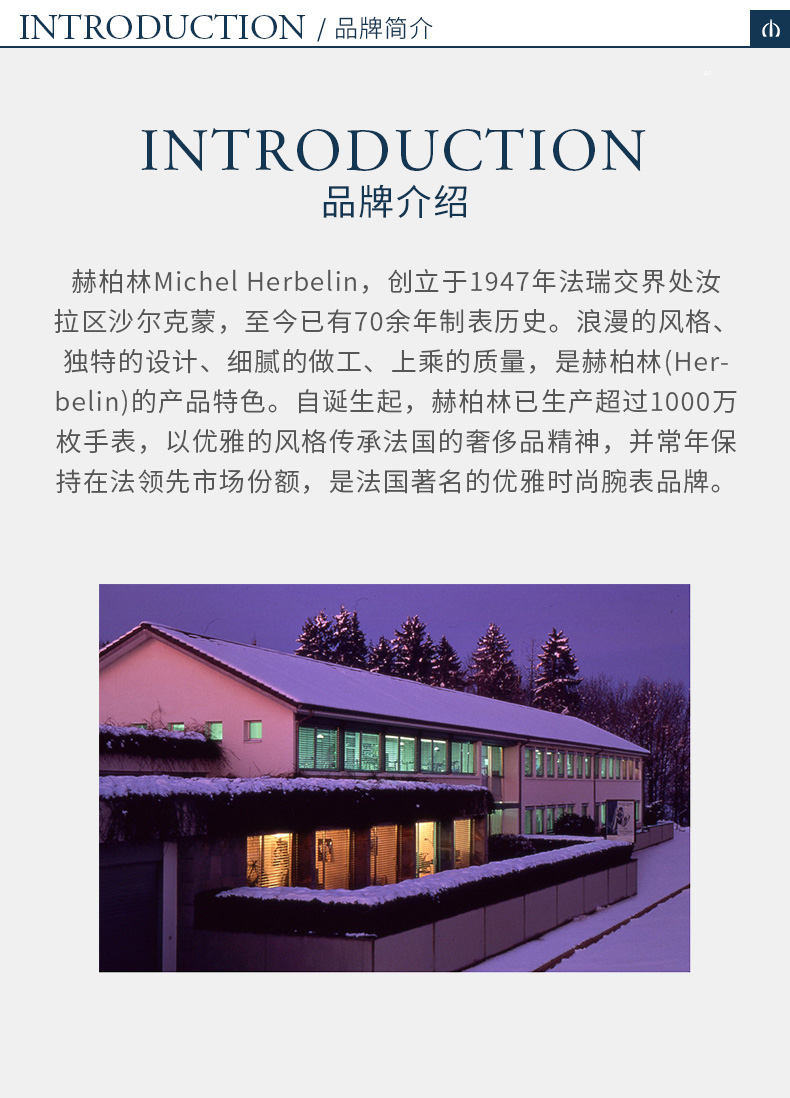 INTRODUCTION / 品牌简介
INTRODUCTION
品牌介绍
赫柏林Michel Herbelin，创立于1947年法瑞交界处汝
拉区沙尔克蒙，至今已有70余年制表历史。浪漫的风格、
独特的设计、细腻的做工、上乘的质量，是赫柏林(Her-
belin)的产品特色。自诞生起，赫柏林已生产超过1000万
枚手表，以优雅的风格传承法国的奢侈品精神，并常年保
持在法领先市场份额，是法国著名的优雅时尚腕表品牌。